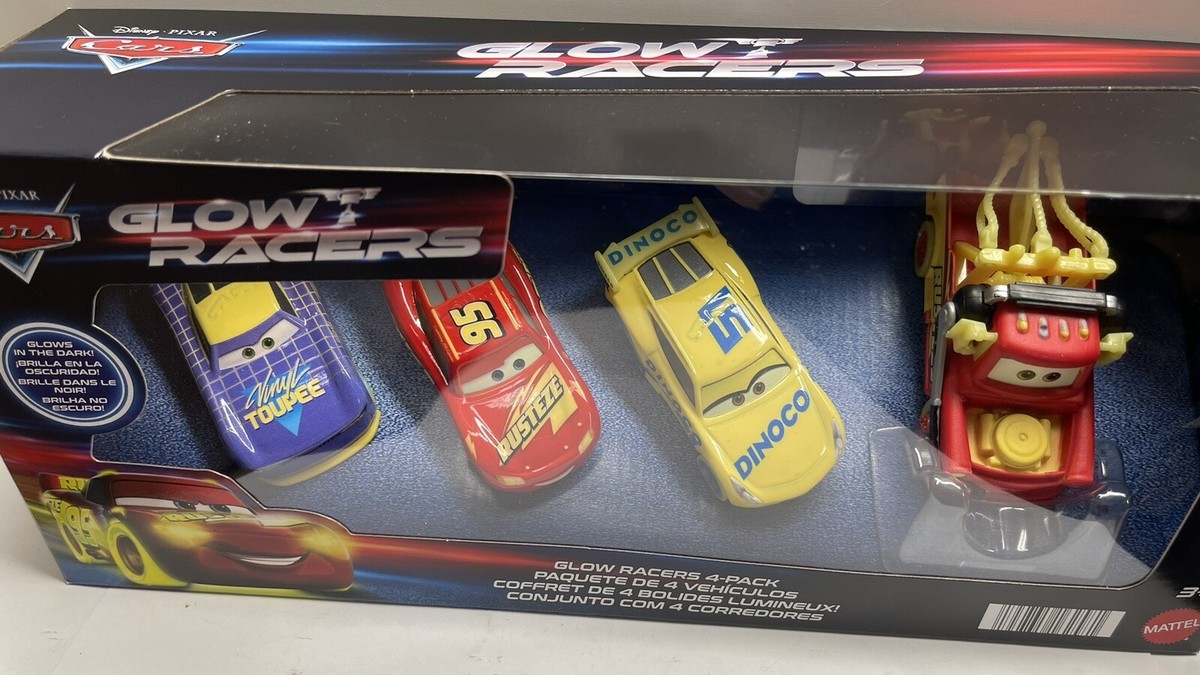 Disney · PIXAR
Cars
GLOW
RACERS
PIXAR
GLOW
RACERS
GLOWS
IN THE DARK!
¡BRILLA EN LA
OSCURIDAD!
BRILLE DANS LE
NOIR!
BRILHA NO
ESCURO!
Vinyl
TOUPEE
95
RUSTEZE
DINOCO
51
DINOCO
95
GLOW RACERS 4-PACK
PAQUETE DE 4 VEHÍCULOS
COFFRET DE 4 BOLIDES LUMINEUX!
CONJUNTO COM 4 CORREDORES
3+
MATTEL